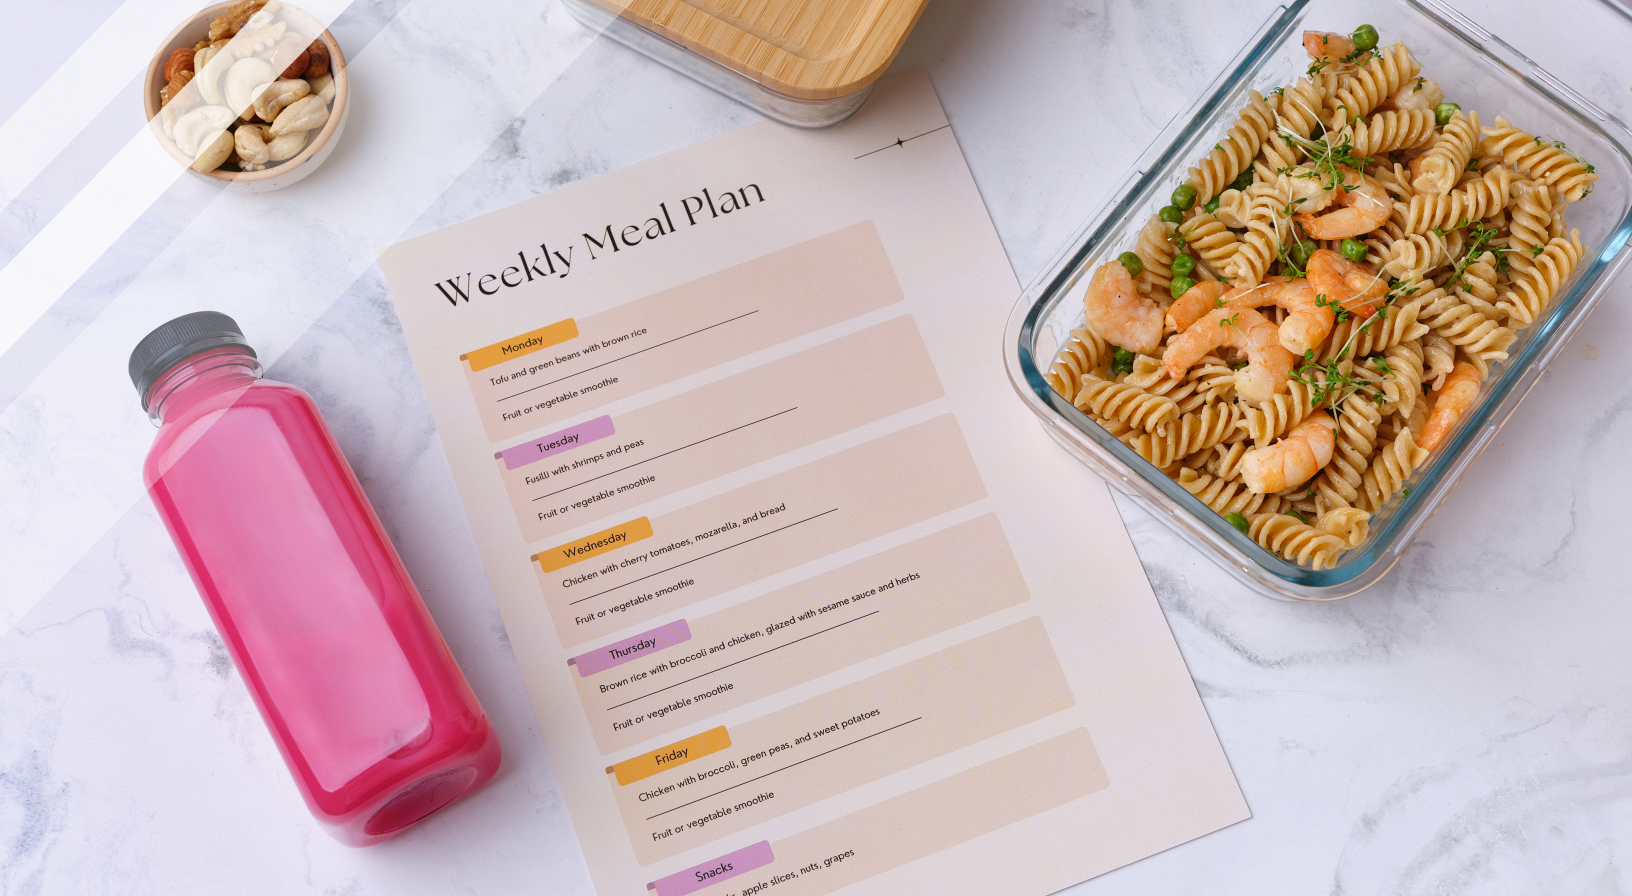 Weekly Meal Plan
Monday
Tofu and green beans with brown rice
Fruit or vegetable smoothie
Tuesday
Fusilli with shrimps and peas
Fruit or vegetable smoothie
Wednesday
Chicken with cherry tomatoes, mozarella, and bread
Fruit or vegetable smoothie
Thursday
Brown rice with broccoli and chicken, glazed with sesame sauce and herbs
Fruit or vegetable smoothie
Friday
Chicken with broccoli, green peas, and sweet potatoes
Fruit or vegetable smoothie
Snacks
apple slices, nuts, grapes